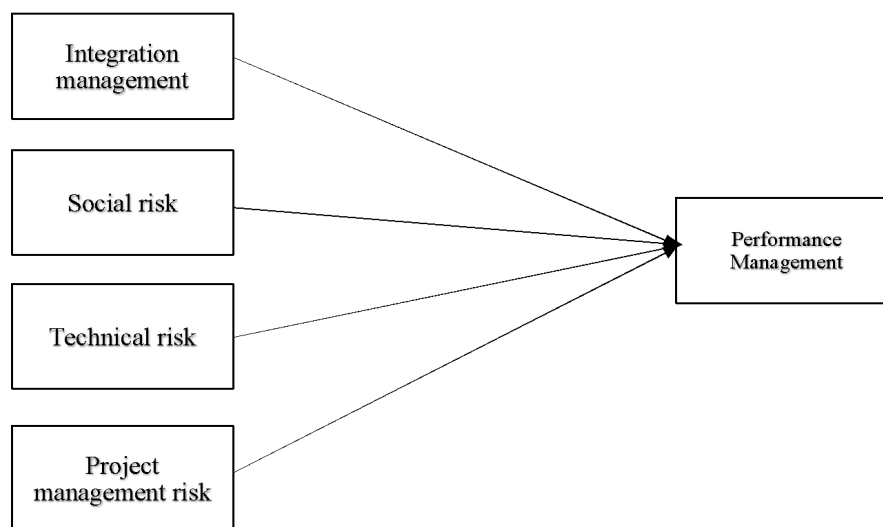 Integration
management
Social risk
Technical risk
Project
management risk
Performance
Management